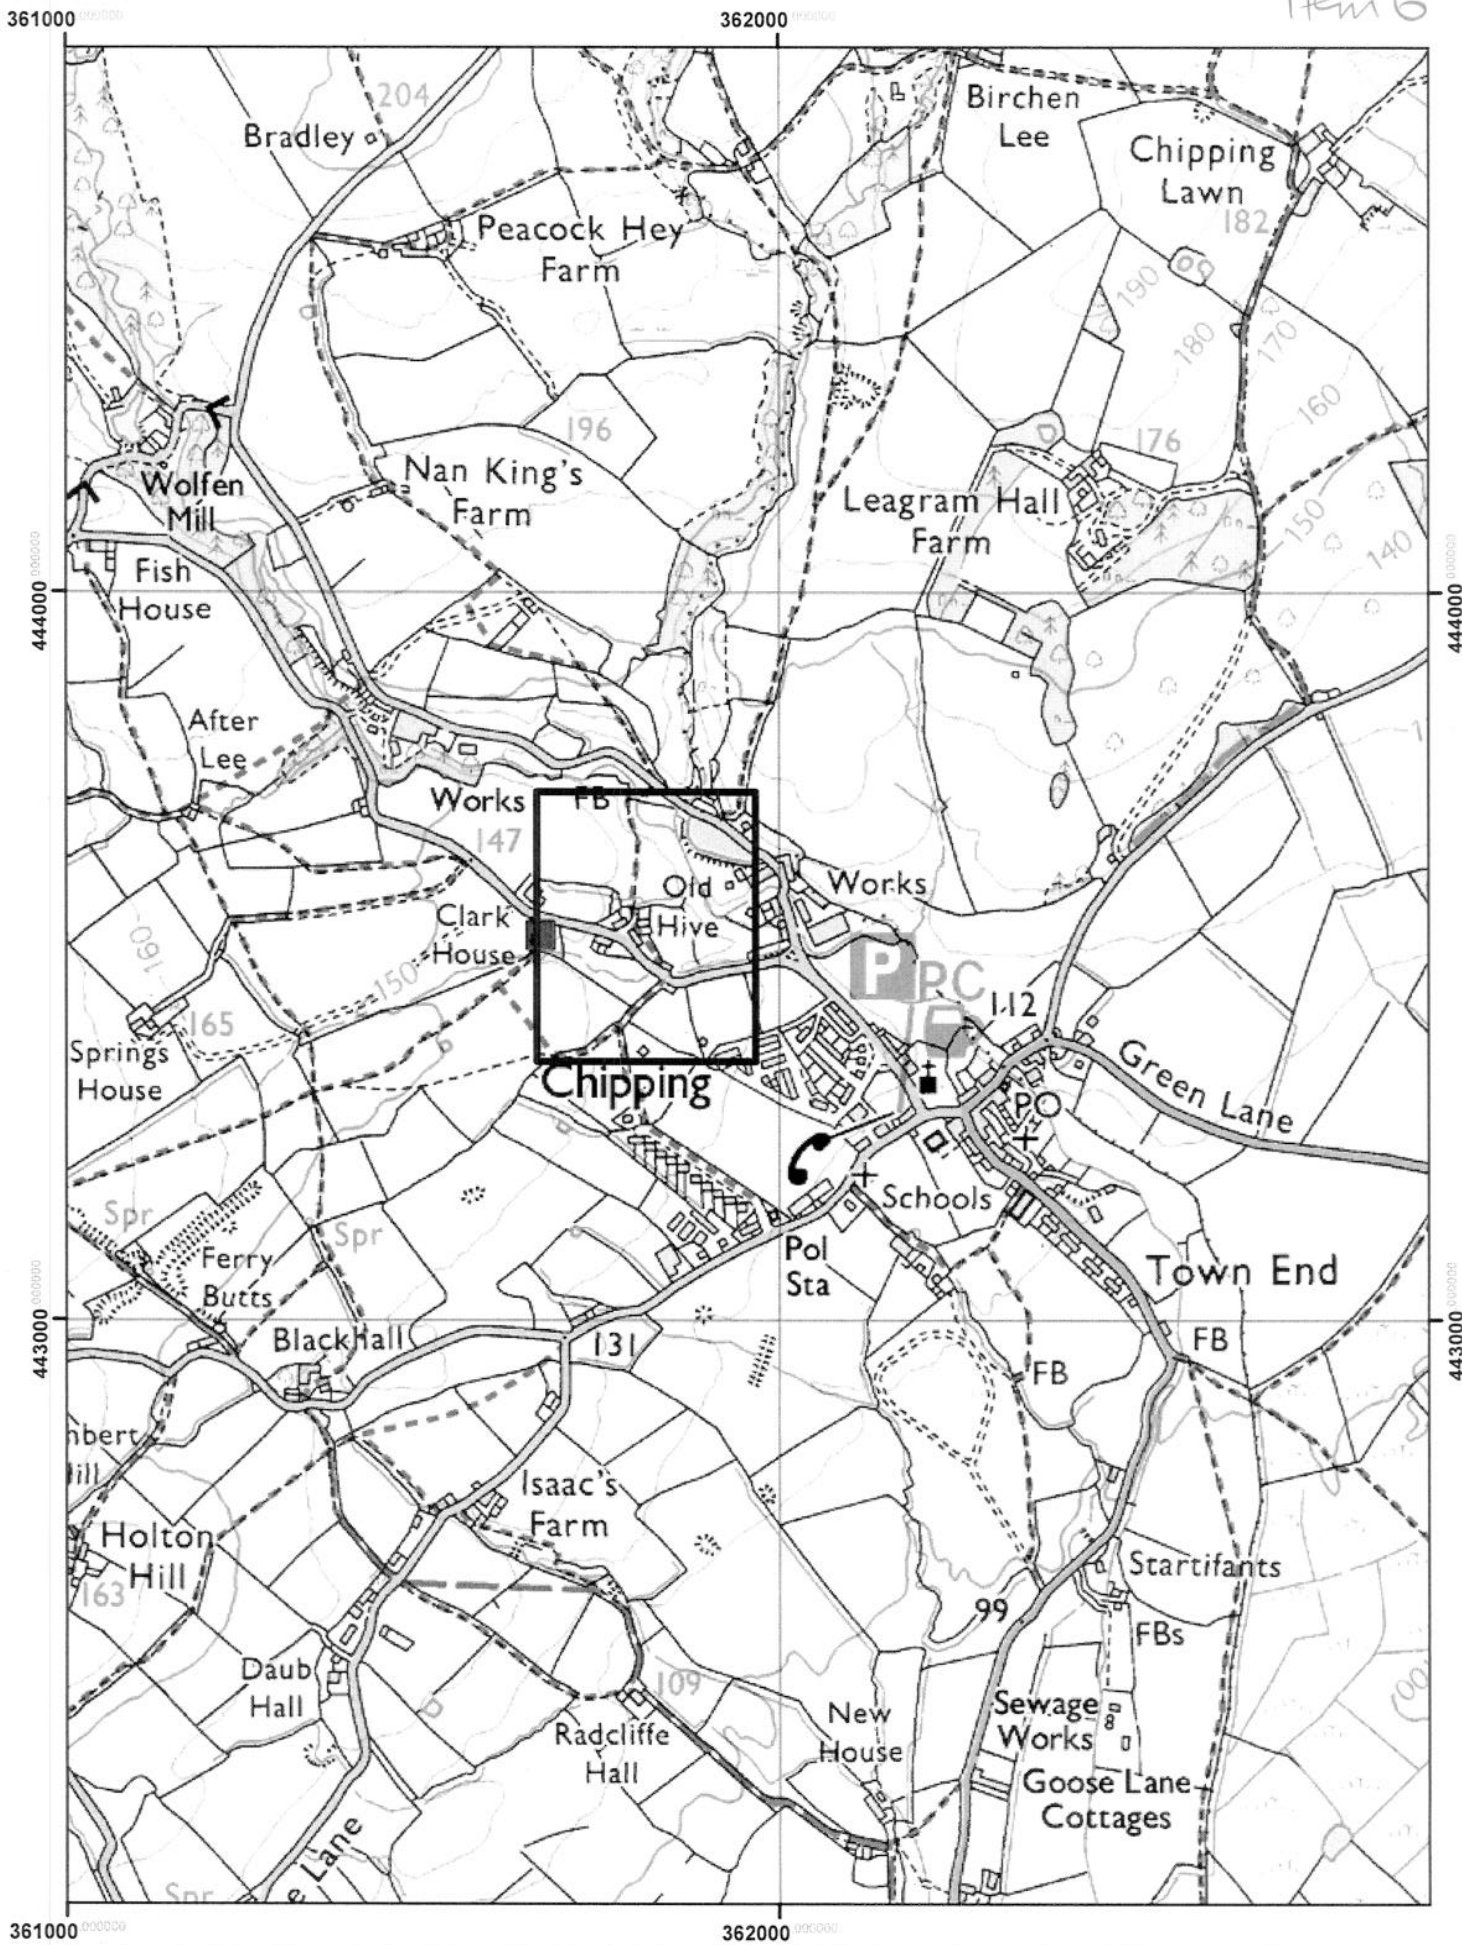 361000
362000
Item 6
204
Bradley
Birchen
Lee
Chipping
Lawn
182
Peacock Hey
Farm
190
180
170
160
196
176
Nan King's
Farm
Wolfen
Mill
Leagram Hall
Farm
150
140
Fish
House
444000
444000
After
Lee
Works
FB
147
Old
Hive
Works
Clark
House
160
150
165
P
PC
112
Springs
House
Chipping
Green Lane
PO
Schools
Spr
Spr
Ferry
Butts
Pol
Sta
Town End
443000
443000
Blackhall
131
FB
FB
nbert
ill
Isaac's
Farm
Holton
Hill
163
Startifants
99
FBs
Daub
Hall
109
Radcliffe
Hall
New
House
Sewage
Works
Goose Lane
Cottages
e Lane
Spr
361000
362000